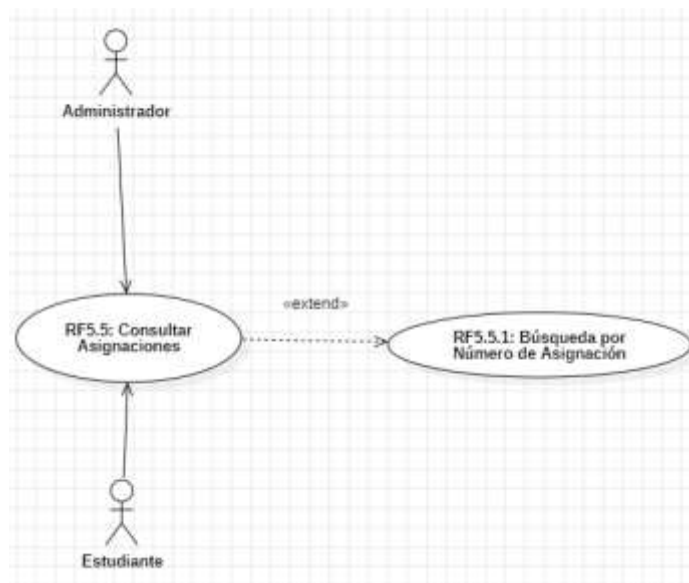 Administrador
«extend»
RF5.5: Consultar
Asignaciones
RF5.5.1: Búsqueda por
Número de Asignación
Estudiante